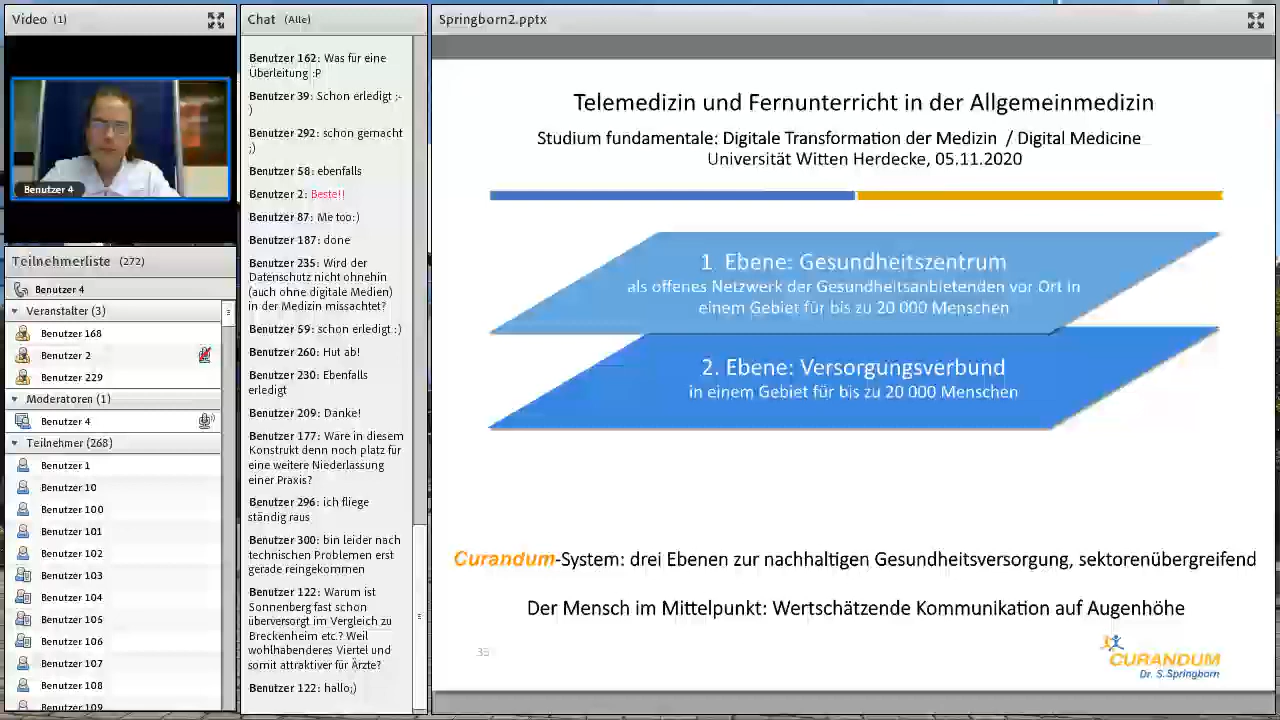 Video (1)
Benutzer 4
Teilnehmerliste (272)
Benutzer 4
Veranstalter (3)
Benutzer 168
Benutzer 2
Benutzer 229
Moderatoren (1)
Benutzer 4
Teilnehmer (268)
Benutzer 1
Benutzer 10
Benutzer 100
Benutzer 101
Benutzer 102
Benutzer 103
Benutzer 104
Benutzer 105
Benutzer 106
Benutzer 107
Benutzer 108
Benutzer 109
Chat (Alle)
Benutzer 162: Was für eine
Überleitung :P
Benutzer 39: Schon erledigt ;-
)
Benutzer 292: schon gemacht
;)
Benutzer 58: ebenfalls
Benutzer 2: Beste!!
Benutzer 87: Me too:)
Benutzer 187: done
Benutzer 235: Wird der
Datenschutz nicht ohnehin
(auch ohne digitale Medien)
in der Medizin missachtet?
Benutzer 59: schon erledigt :)
Benutzer 260: Hut ab!
Benutzer 230: Ebenfalls
erledigt
Benutzer 209: Danke!
Benutzer 177: Wäre in diesem
Konstrukt denn noch platz für
eine weitere Niederlassung
einer Praxis?
Benutzer 296: ich fliege
ständig raus
Benutzer 300: bin leider nach
technischen Problemen erst
gerade reingekommen
Benutzer 122: Warum ist
Sonnenberg fast schon
überversorgt im Vergleich zu
Breckenheim etc.? Weil
wohlhabenderes Viertel und
somit attraktiver für Ärzte?
Benutzer 122: hallo;)
Springborn2.pptx
Telemedizin und Fernunterricht in der Allgemeinmedizin
Studium fundamentale: Digitale Transformation der Medizin / Digital Medicine
Universität Witten Herdecke, 05.11.2020
1. Ebene: Gesundheitszentrum
als offenes Netzwerk der Gesundheitsanbietenden vor Ort in
einem Gebiet für bis zu 20 000 Menschen
2. Ebene: Versorgungsverbund
in einem Gebiet für bis zu 20 000 Menschen
Curandum-System: drei Ebenen zur nachhaltigen Gesundheitsversorgung, sektorenübergreifend
Der Mensch im Mittelpunkt: Wertschätzende Kommunikation auf Augenhöhe
35
CURANDUM
Dr. S.Springborn